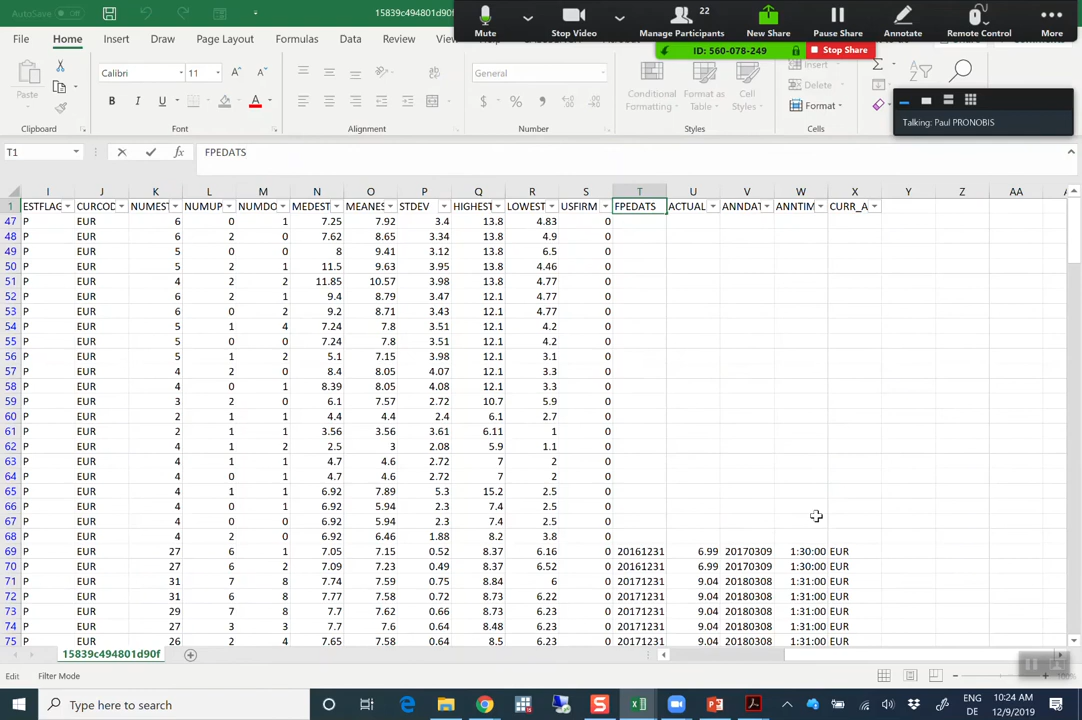 AutoSave Off
15839c494801d90f
22
Mute Stop Video Manage Participants New Share Pause Share Annotate Remote Control More
ID: 560-078-249 Stop Share
File Home Insert Draw Page Layout Formulas Data Review
Talking: Paul PRONOBIS
Paste
Calibri 11 General
B I U
Conditional Formatting Format as Table Cell Styles
Insert
Delete
Format
Clipboard Font Alignment Number Styles Cells
T1 fx FPEDATS
I J K L M N O P Q R S T U V W X Y Z AA
1 ESTFLAG CURCOD NUMEST NUMUP NUMDO MEDEST MEANES STDEV HIGHEST LOWEST USFIRM FPEDATS ACTUAL ANNDAT ANNTIM CURR_A
47 P EUR 6 0 1 7.25 7.92 3.4 13.8 4.83 0
48 P EUR 6 2 0 7.62 8.65 3.34 13.8 4.9 0
49 P EUR 5 0 0 8 9.41 3.12 13.8 6.5 0
50 P EUR 5 2 1 11.5 9.63 3.95 13.8 4.46 0
51 P EUR 4 2 2 11.85 10.57 3.98 13.8 4.77 0
52 P EUR 6 2 1 9.4 8.79 3.47 12.1 4.77 0
53 P EUR 6 0 2 9.2 8.71 3.43 12.1 4.77 0
54 P EUR 5 1 4 7.24 7.8 3.51 12.1 4.2 0
55 P EUR 5 0 0 7.24 7.8 3.51 12.1 4.2 0
56 P EUR 5 1 2 5.1 7.15 3.98 12.1 3.1 0
57 P EUR 4 2 0 8.4 8.05 4.07 12.1 3.3 0
58 P EUR 4 0 1 8.39 8.05 4.08 12.1 3.3 0
59 P EUR 3 2 0 6.1 7.57 2.72 10.7 5.9 0
60 P EUR 2 1 1 4.4 4.4 2.4 6.1 2.7 0
61 P EUR 2 1 1 3.56 3.56 3.61 6.11 1 0
62 P EUR 4 1 2 2.5 3 2.08 5.9 1.1 0
63 P EUR 4 1 1 4.7 4.6 2.72 7 2 0
64 P EUR 4 0 1 4.7 4.6 2.72 7 2 0
65 P EUR 4 1 1 6.92 7.89 5.3 15.2 2.5 0
66 P EUR 4 0 1 6.92 5.94 2.3 7.4 2.5 0
67 P EUR 4 0 0 6.92 5.94 2.3 7.4 2.5 0
68 P EUR 4 2 0 6.92 6.46 1.88 8.2 3.8 0
69 P EUR 27 6 1 7.05 7.15 0.52 8.37 6.16 0 20161231 6.99 20170309 1:30:00 EUR
70 P EUR 27 6 2 7.09 7.23 0.49 8.37 6.52 0 20161231 6.99 20170309 1:30:00 EUR
71 P EUR 31 7 8 7.74 7.59 0.75 8.84 6 0 20171231 9.04 20180308 1:31:00 EUR
72 P EUR 31 6 8 7.77 7.58 0.72 8.73 6.22 0 20171231 9.04 20180308 1:31:00 EUR
73 P EUR 29 7 8 7.7 7.62 0.66 8.73 6.23 0 20171231 9.04 20180308 1:31:00 EUR
74 P EUR 27 3 3 7.7 7.6 0.64 8.48 6.23 0 20171231 9.04 20180308 1:31:00 EUR
75 P EUR 26 2 4 7.65 7.58 0.64 8.5 6.23 0 20171231 9.04 20180308 1:31:00 EUR
15839c494801d90f
Edit Filter Mode
Type here to search
ENG 10:24 AM
DE 12/9/2019